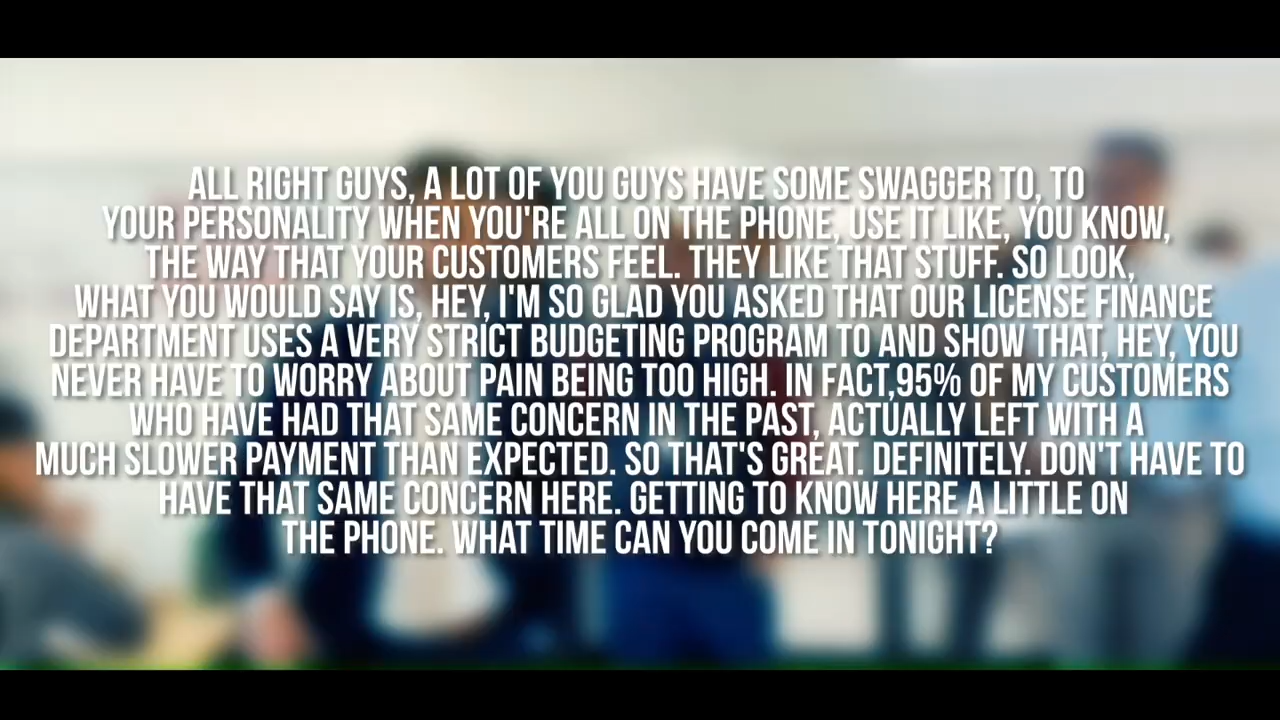 ALL RIGHT GUYS, A LOT OF YOU GUYS HAVE SOME SWAGGER TO, TO
YOUR PERSONALITY WHEN YOU'RE ALL ON THE PHONE, USE IT LIKE, YOU KNOW,
THE WAY THAT YOUR CUSTOMERS FEEL. THEY LIKE THAT STUFF. SO LOOK,
WHAT YOU WOULD SAY IS, HEY, I'M SO GLAD YOU ASKED THAT OUR LICENSE FINANCE
DEPARTMENT USES A VERY STRICT BUDGETING PROGRAM TO AND SHOW THAT, HEY, YOU
NEVER HAVE TO WORRY ABOUT PAIN BEING TOO HIGH. IN FACT,95% OF MY CUSTOMERS
WHO HAVE HAD THAT SAME CONCERN IN THE PAST, ACTUALLY LEFT WITH A
MUCH SLOWER PAYMENT THAN EXPECTED. SO THAT'S GREAT. DEFINITELY. DON'T HAVE TO
HAVE THAT SAME CONCERN HERE. GETTING TO KNOW HERE A LITTLE ON
THE PHONE. WHAT TIME CAN YOU COME IN TONIGHT?